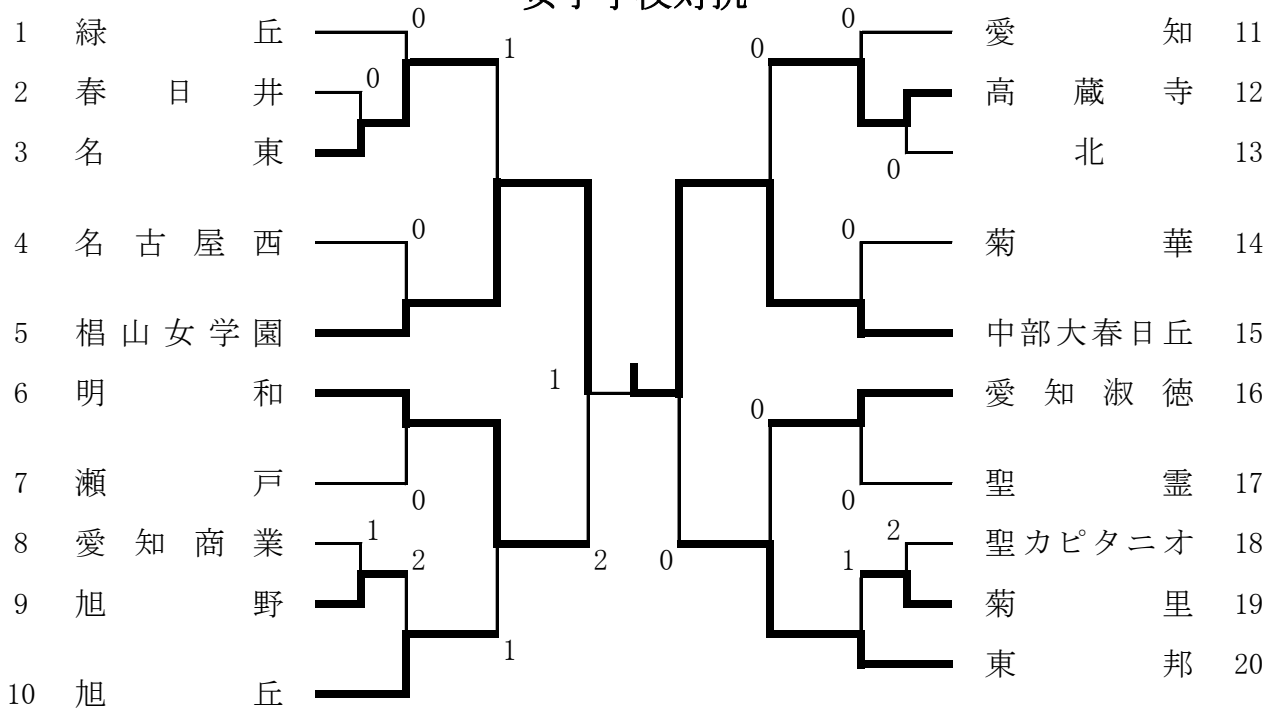 女子学校対抗
1 緑丘
0
1
2 春日井
0
3 名東
4 名古屋西
0
5 椙山女学園
6 明和
1
7 瀬戸
0
8 愛知商業
1
2
9 旭野
2
1
10 旭丘
0
愛知 11
0
高蔵寺 12
北 13
0
0
菊華 14
中部大春日丘 15
愛知淑徳 16
0
聖霊 17
0
2
聖カピタニオ 18
0
1
菊里 19
東邦 20